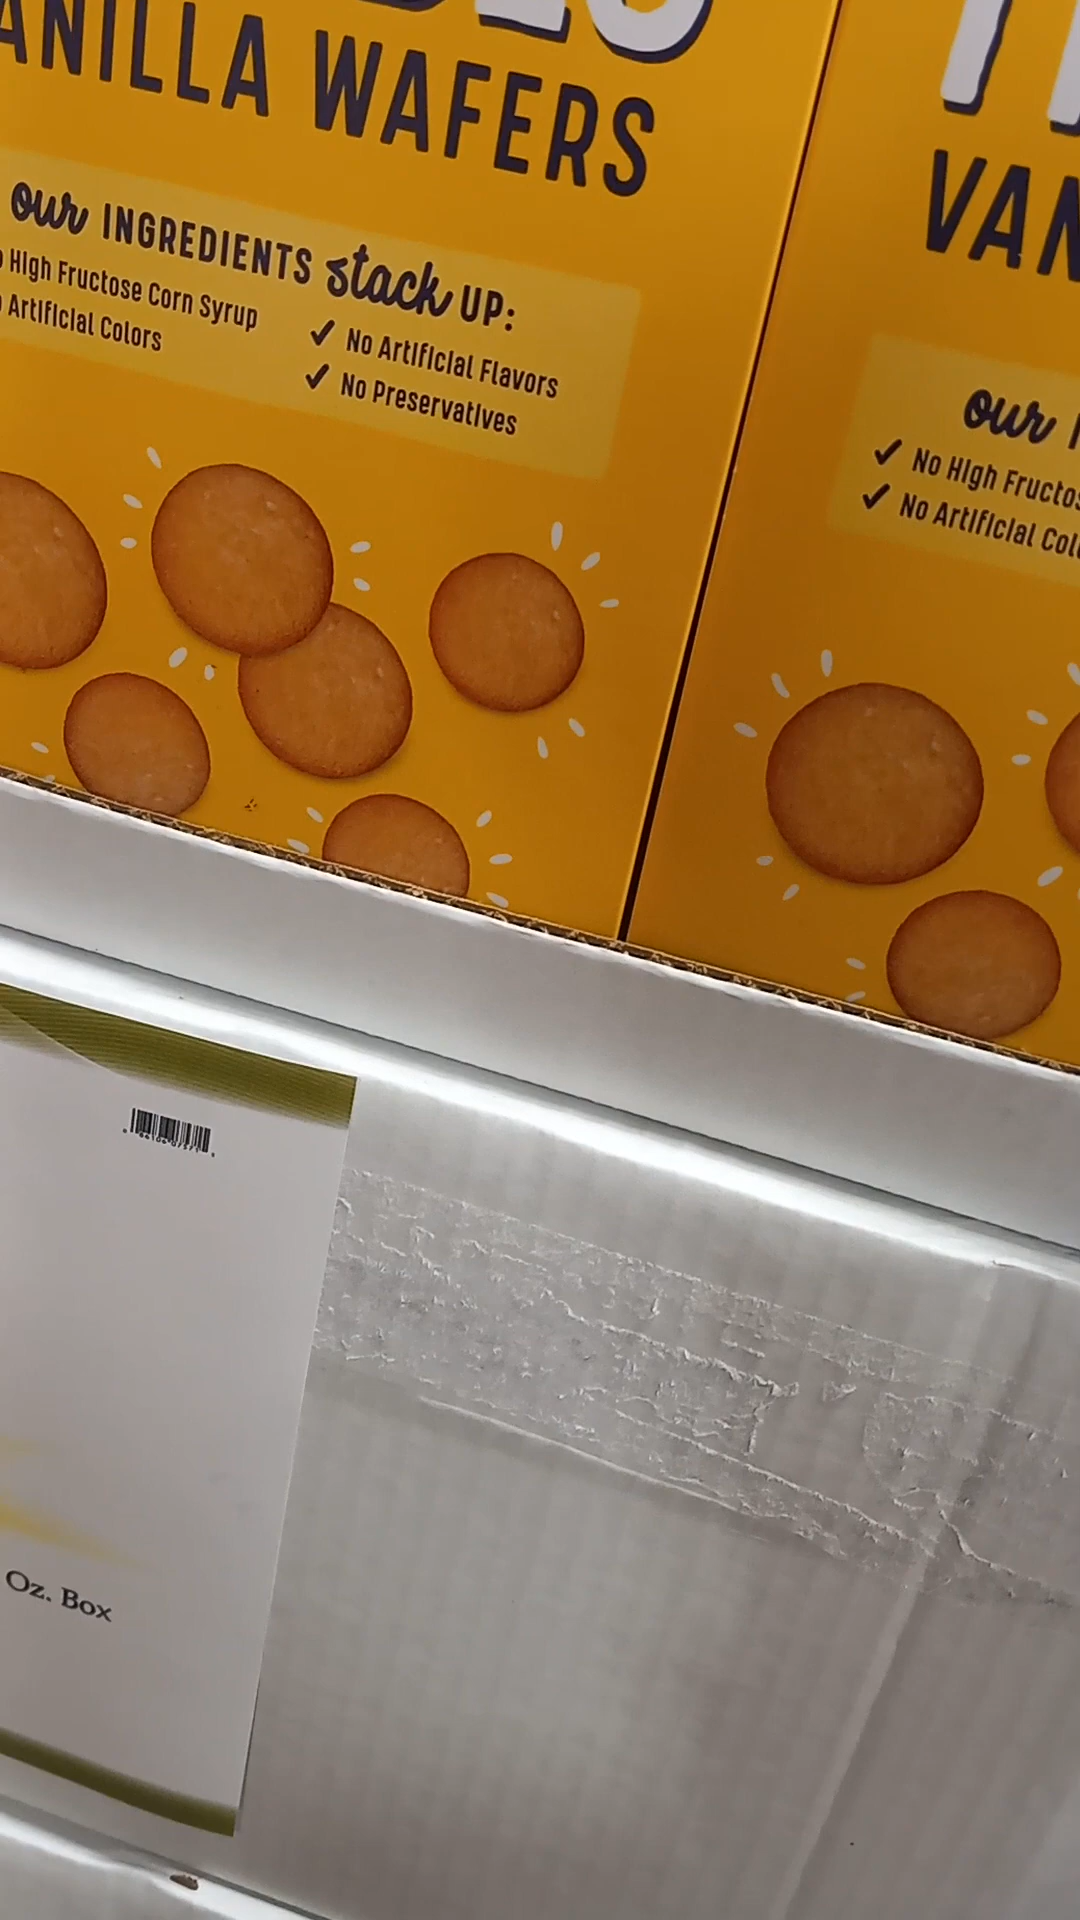 ANILLA WAFERS
our INGREDIENTS stack UP:
High Fructose Corn Syrup
Artificial Colors
✓ No Artificial Flavors
✓ No Preservatives
VAN
our
✓ No High Fructos
✓ No Artificial Col
Oz. Box